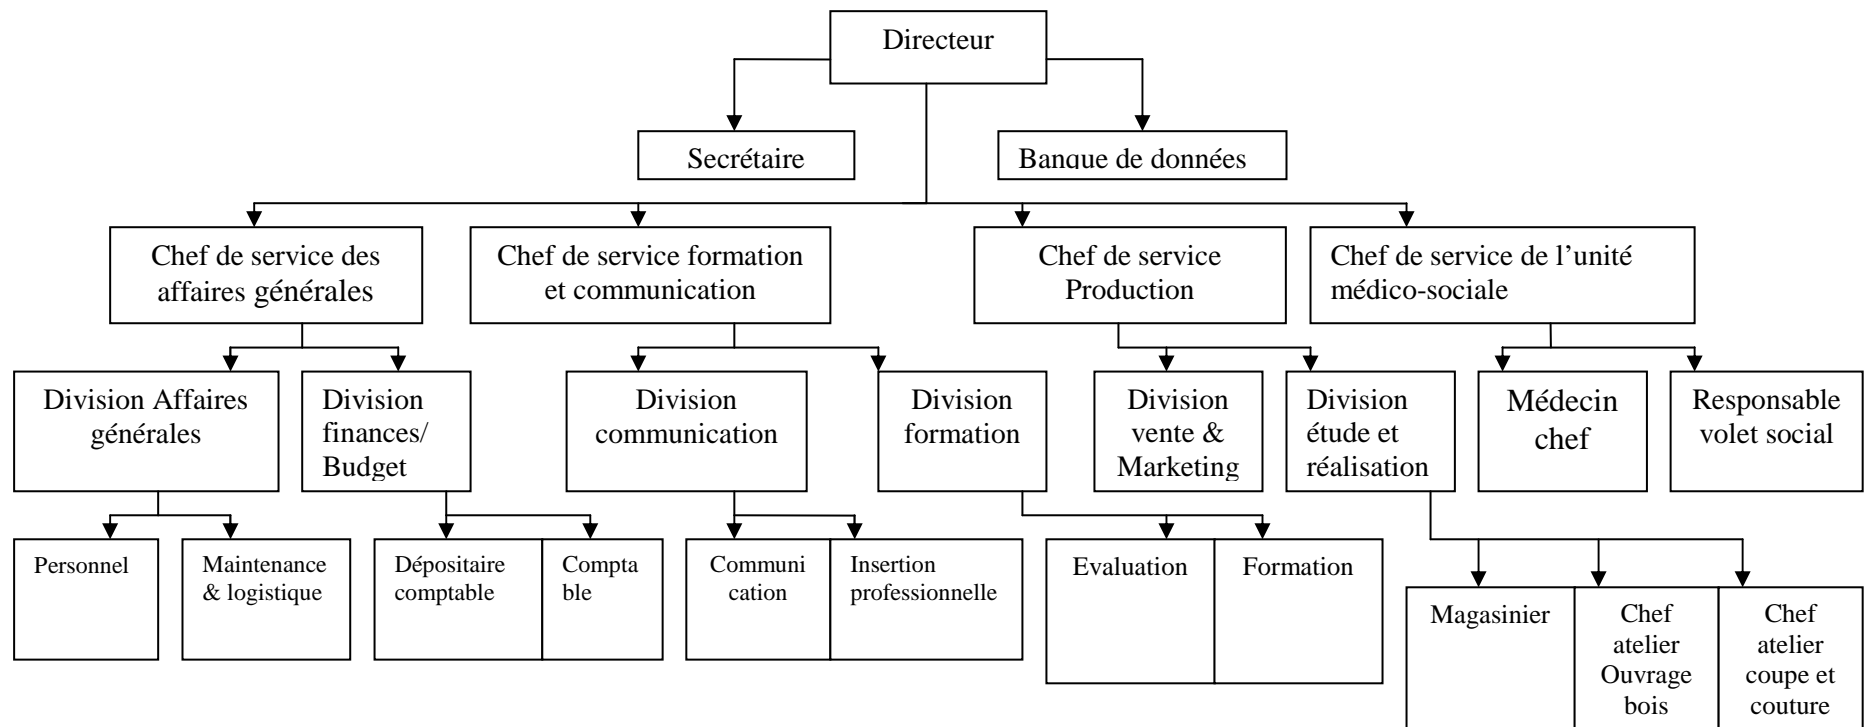 Directeur
Secrétaire
Banque de données
Chef de service des
affaires générales
Chef de service formation
et communication
Chef de service
Production
Chef de service de l’unité
médico-sociale
Division Affaires
générales
Division
finances/
Budget
Division
communication
Division
formation
Division
vente &
Marketing
Division
étude et
réalisation
Médecin
chef
Responsable
volet social
Personnel
Maintenance
& logistique
Dépositaire
comptable
Compta
ble
Communi
cation
Insertion
professionnelle
Evaluation
Formation
Magasinier
Chef
atelier
Ouvrage
bois
Chef
atelier
coupe et
couture